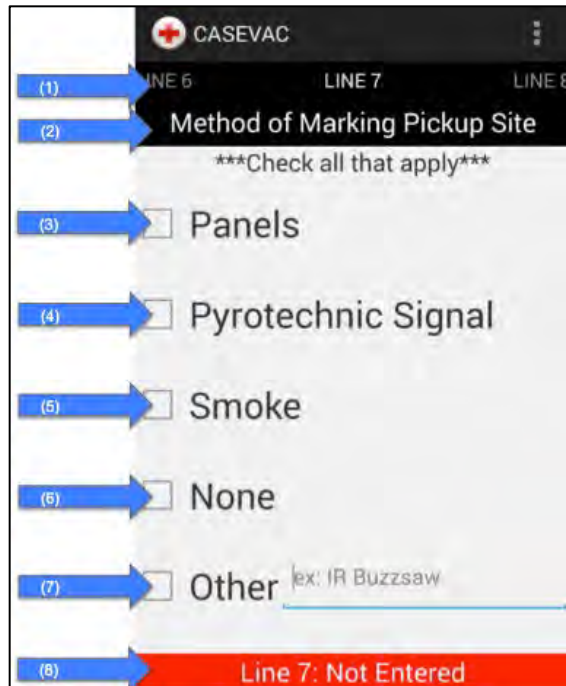 CASEVAC
(1) INE 6 LINE 7 LINE 8
(2) Method of Marking Pickup Site
***Check all that apply***
(3) Panels
(4) Pyrotechnic Signal
(5) Smoke
(6) None
(7) Other ex: IR Buzzsaw
(8) Line 7: Not Entered